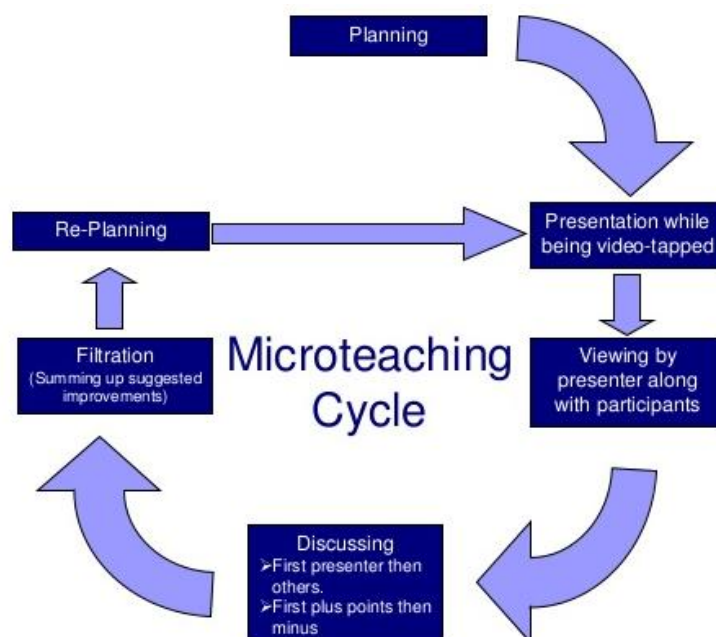 Planning
Re-Planning
Presentation while
being video-tapped
Filtration
(Summing up suggested
improvements)
Microteaching
Cycle
Viewing by
presenter along
with participants
Discussing
➢First presenter then
others.
➢First plus points then
minus